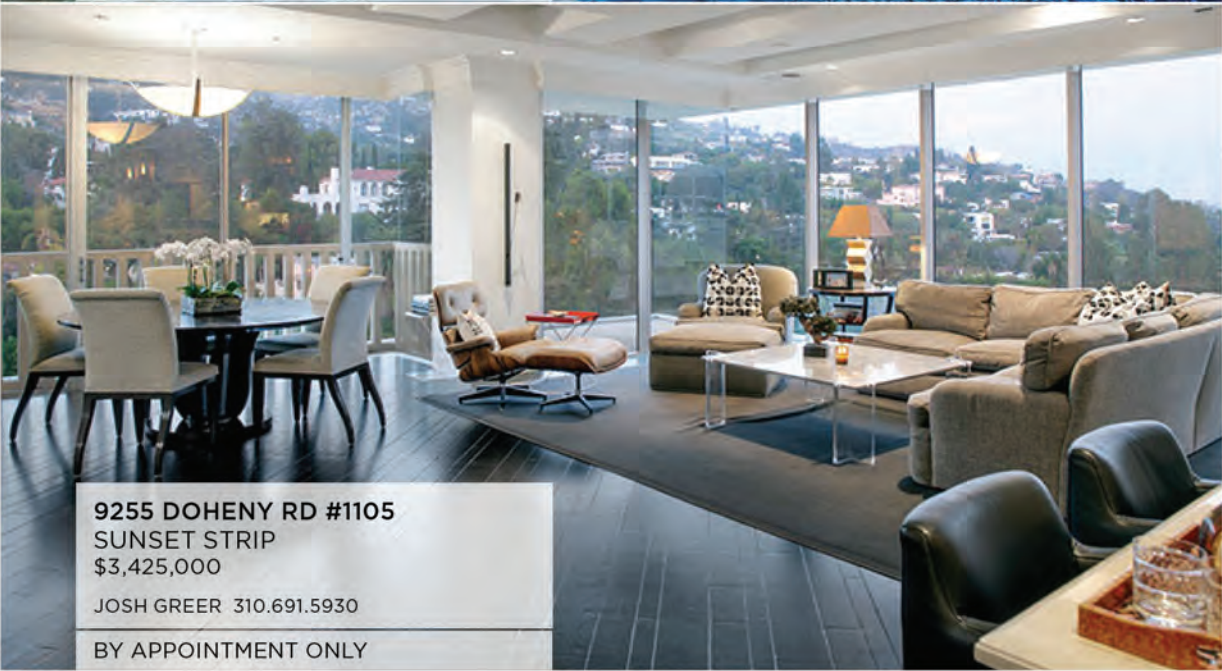 9255 DOHENY RD #1105
SUNSET STRIP
$3,425,000
JOSH GREER 310.691.5930
BY APPOINTMENT ONLY